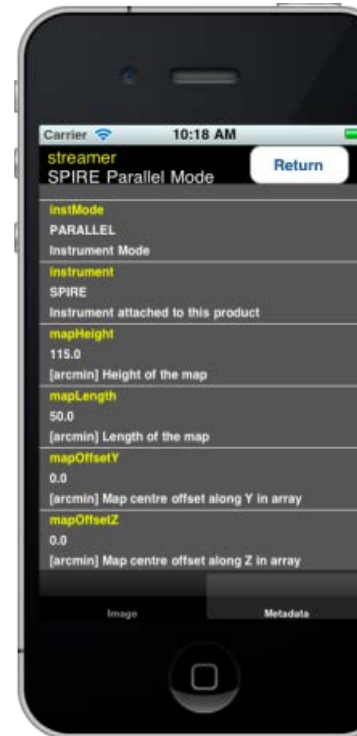 Carrier 10:18 AM
streamer
SPIRE Parallel Mode
Return
instMode
PARALLEL
Instrument Mode
instrument
SPIRE
Instrument attached to this product
mapHeight
115.0
[arcmin] Height of the map
mapLength
50.0
[arcmin] Length of the map
mapOffsetY
0.0
[arcmin] Map centre offset along Y in array
mapOffsetZ
0.0
[arcmin] Map centre offset along Z in array
Image Metadata